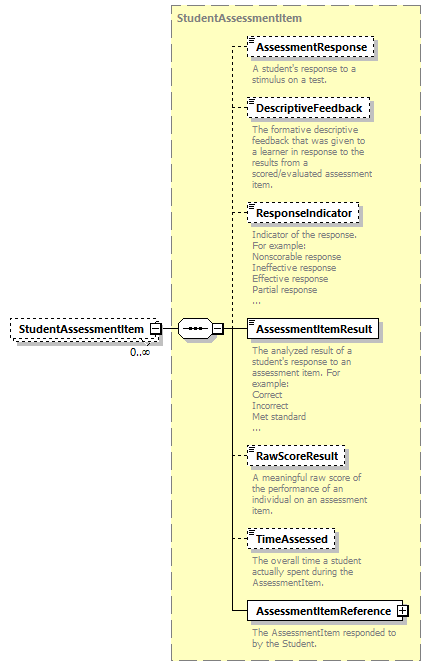 StudentAssessmentItem
AssessmentResponse
A student's response to a
stimulus on a test.
DescriptiveFeedback
The formative descriptive
feedback that was given to
a learner in response to the
results from a
scored/evaluated assessment
item.
ResponseIndicator
Indicator of the response.
For example:
Nonscorable response
Ineffective response
Effective response
Partial response
...
StudentAssessmentItem
0..∞
AssessmentItemResult
The analyzed result of a
student's response to an
assessment item. For
example:
Correct
Incorrect
Met standard
...
RawScoreResult
A meaningful raw score of
the performance of an
individual on an assessment
item.
TimeAssessed
The overall time a student
actually spent during the
AssessmentItem.
AssessmentItemReference
The AssessmentItem responded to
by the Student.